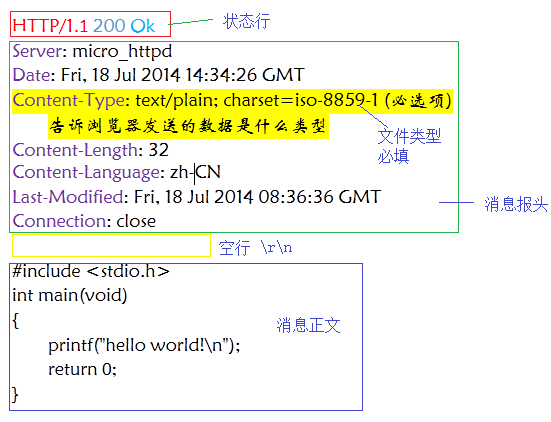 HTTP/1.1 200 Ok
状态行
Server: micro_httpd
Date: Fri, 18 Jul 2014 14:34:26 GMT
Content-Type: text/plain; charset=iso-8859-1 (必选项)
告诉浏览器发送的数据是什么类型
文件类型
必填
Content-Length: 32
Content-Language: zh-CN
Last-Modified: Fri, 18 Jul 2014 08:36:36 GMT
消息报头
Connection: close
空行 \r\n
#include <stdio.h>
int main(void)
{
消息正文
printf("hello world!\n");
return 0;
}